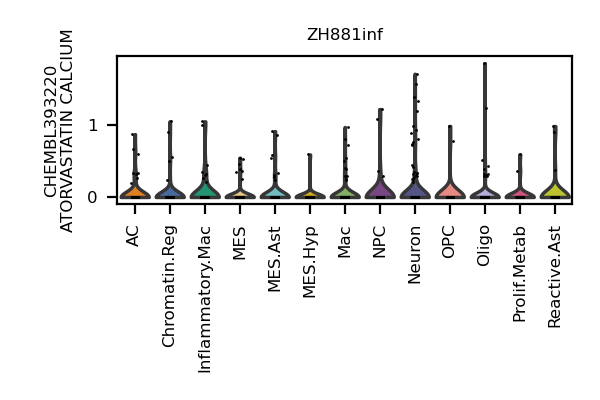 ZH881inf
CHEMBL393220
ATORVASTATIN CALCIUM
1
0
AC
Chromatin.Reg
Inflammatory.Mac
MES
MES.Ast
MES.Hyp
Mac
NPC
Neuron
OPC
Oligo
Prolif.Metab
Reactive.Ast